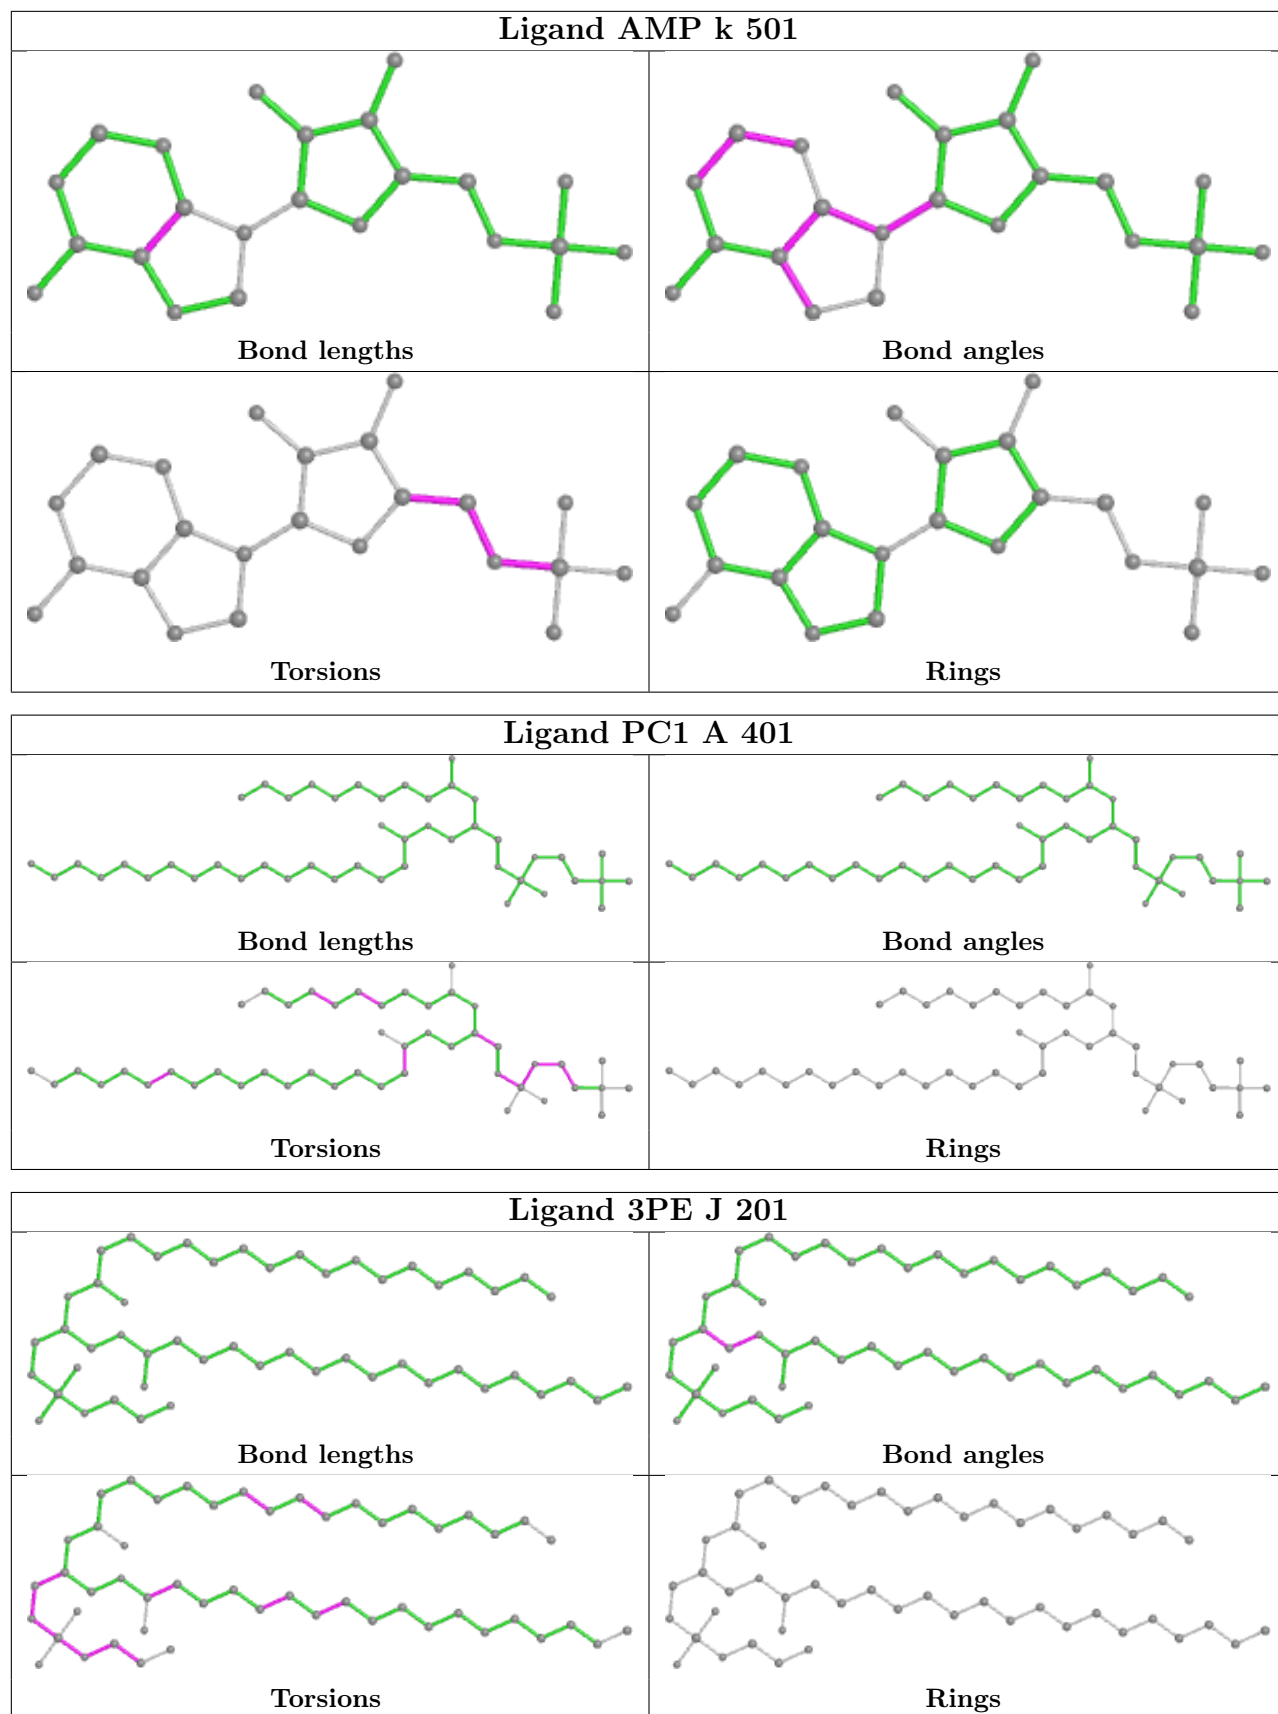 Ligand AMP k 501
Bond lengths
Bond angles
Torsions
Rings
Ligand PC1 A 401
Bond lengths
Bond angles
Torsions
Rings
Ligand 3PE J 201
Bond lengths
Bond angles
Torsions
Rings